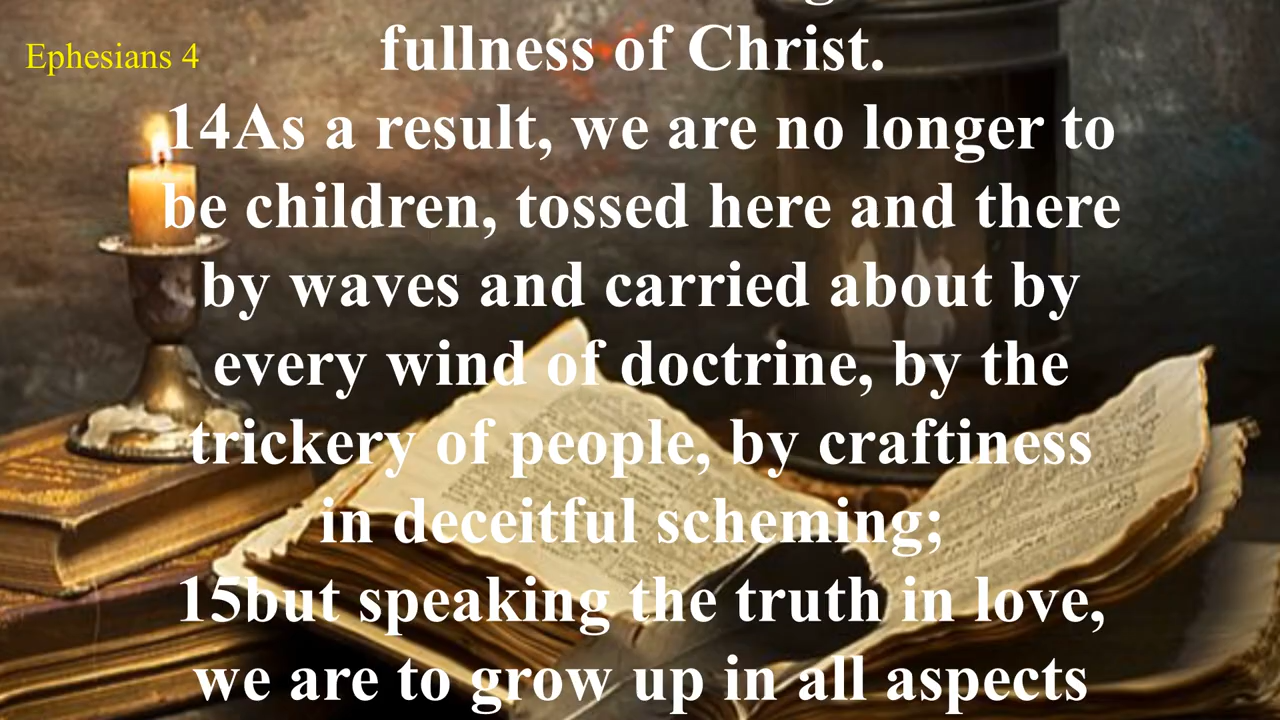 Ephesians 4
fullness of Christ.
14As a result, we are no longer to
be children, tossed here and there
by waves and carried about by
every wind of doctrine, by the
trickery of people, by craftiness
in deceitful scheming;
15but speaking the truth in love,
we are to grow up in all aspects